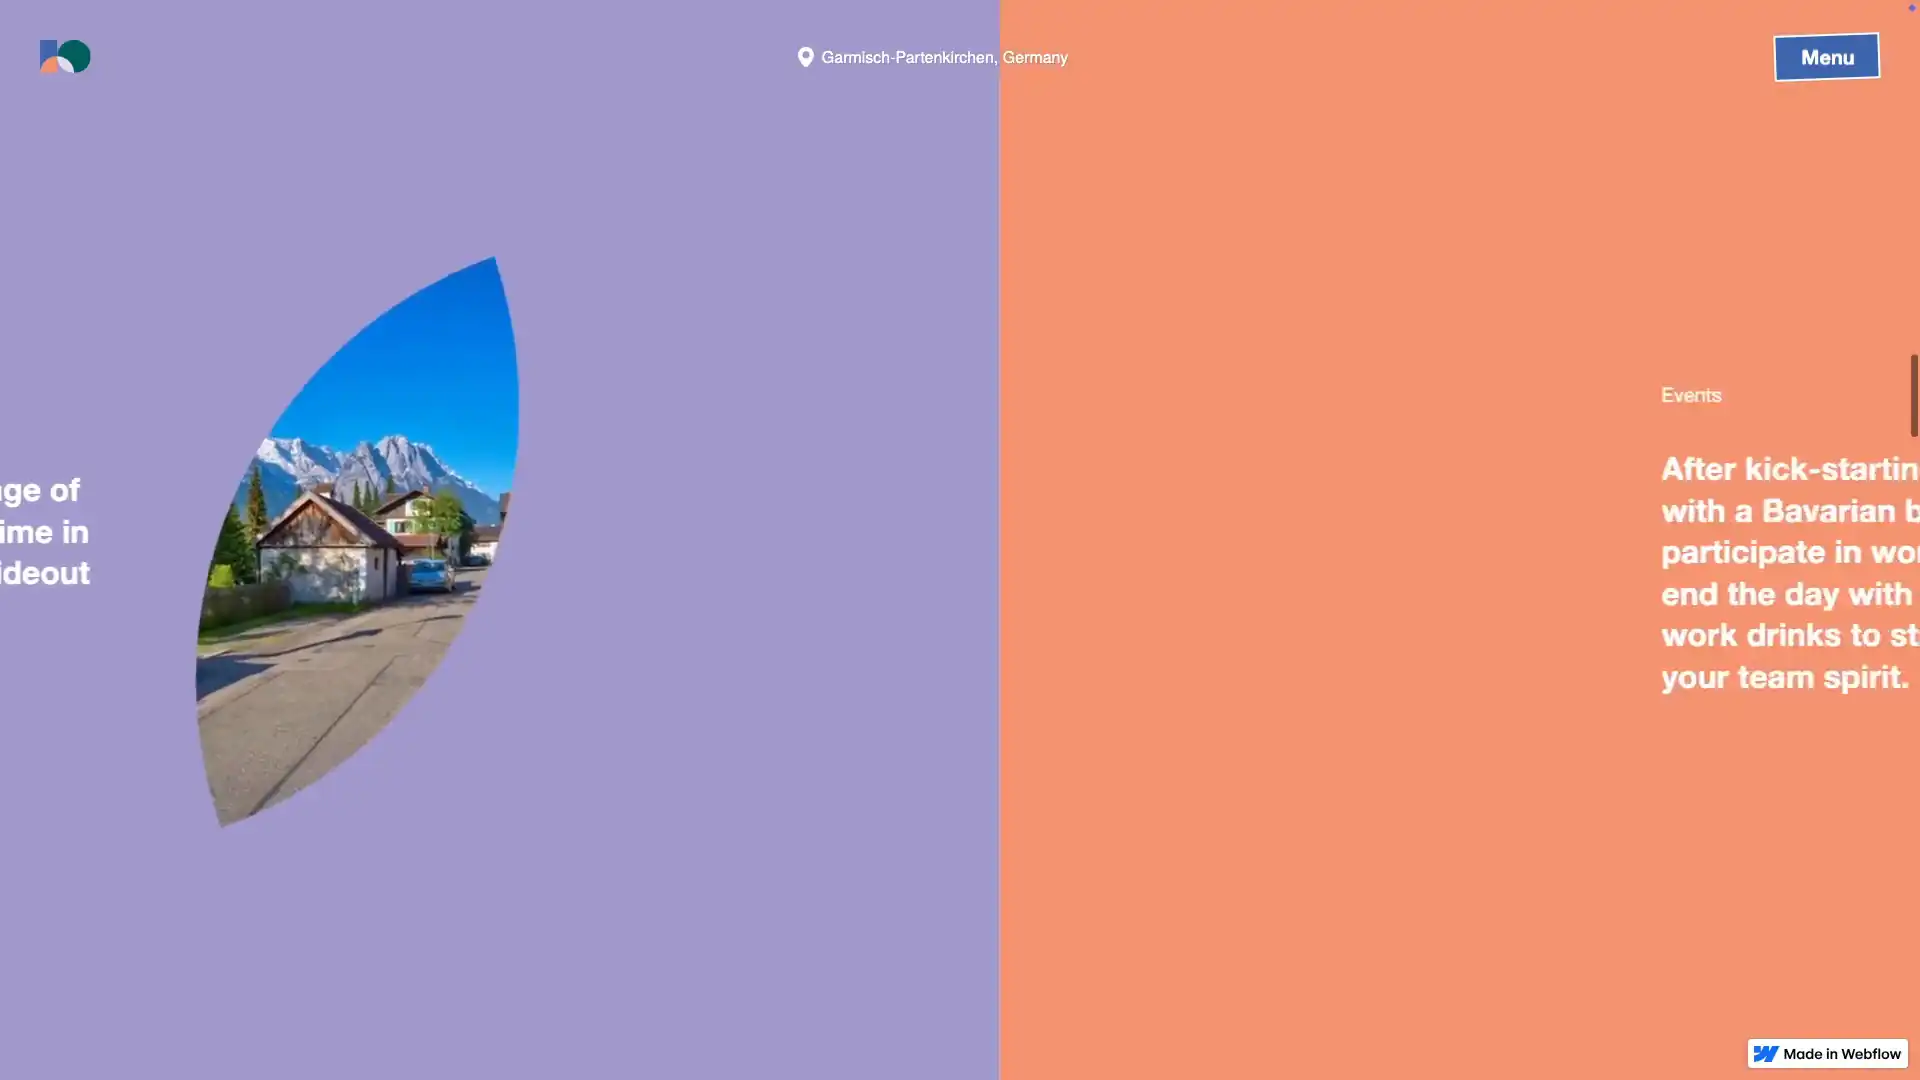 Garmisch-Partenkirchen, Germany
Menu
ge of
ime in
ideout
Events
After kick-startin
with a Bavarian
participate in wo
end the day with
work drinks to st
your team spirit.
Made in Webflow